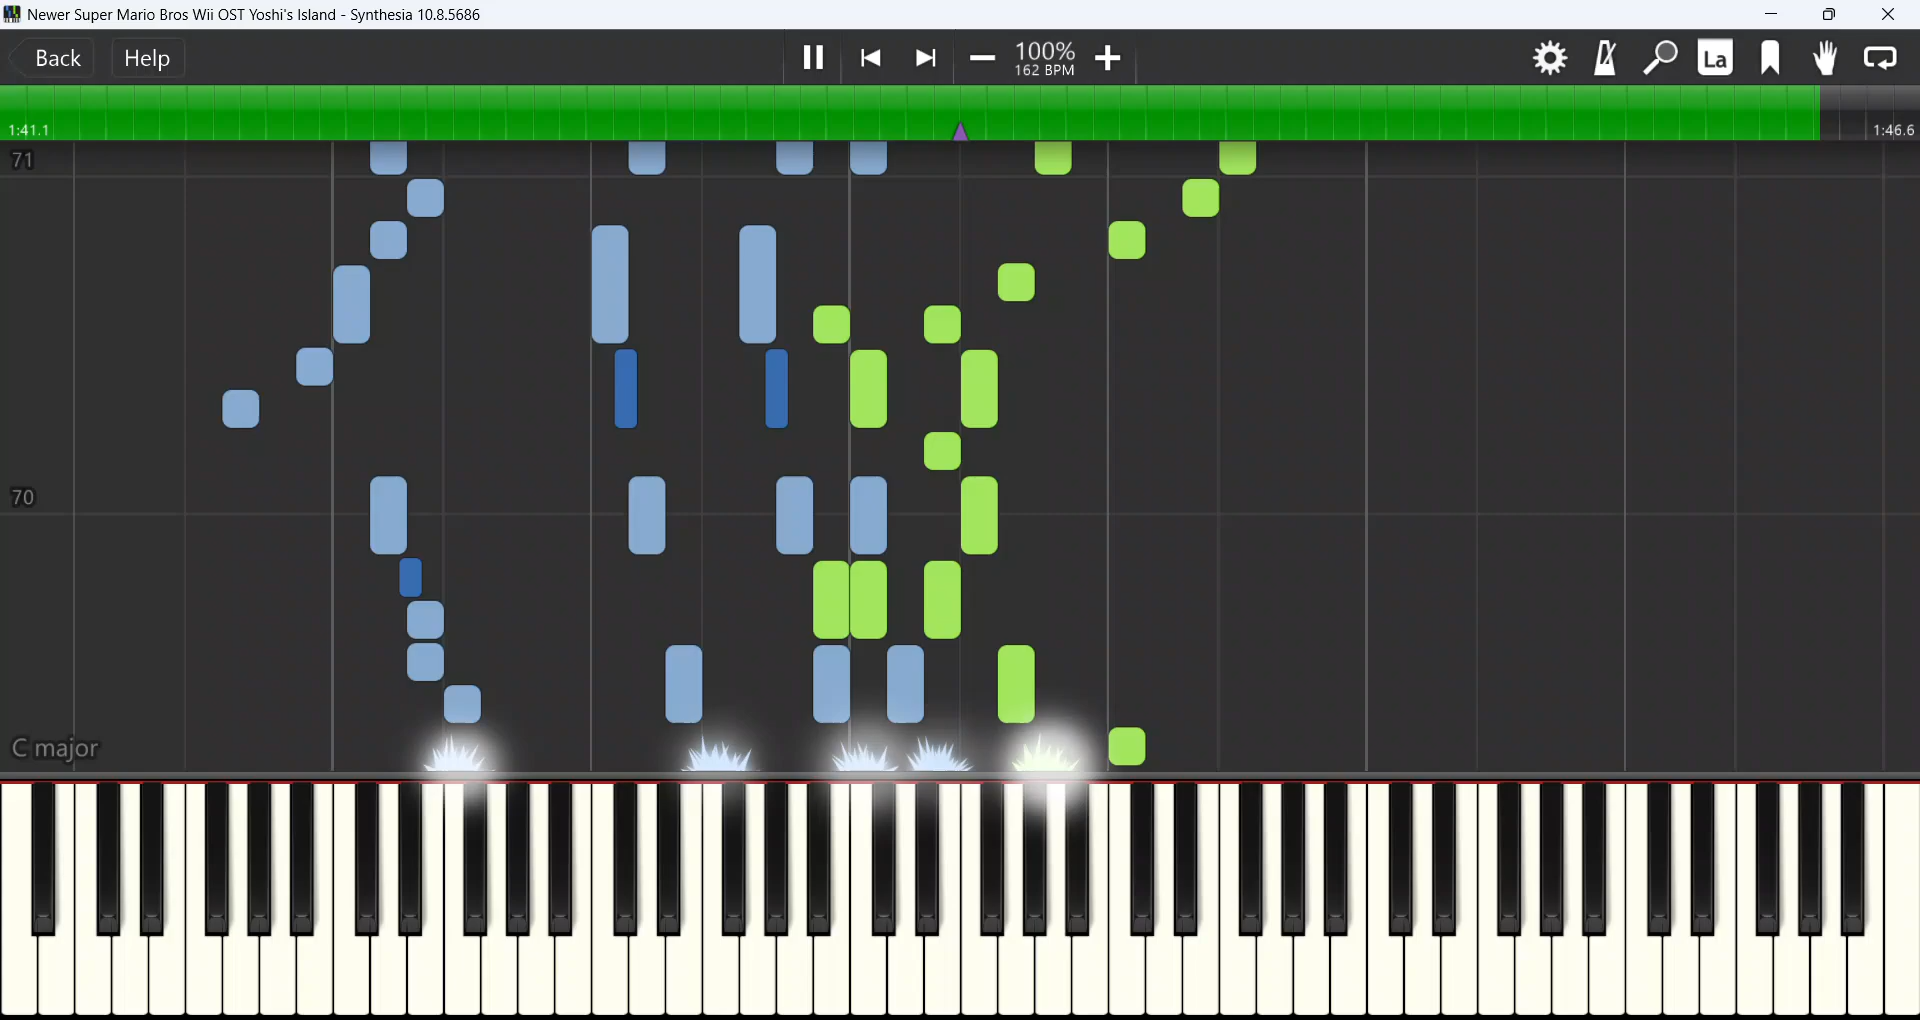 Newer Super Mario Bros Wii OST Yoshi's Island - Synthesia 10.8.5686
Back
Help
100%
162 BPM
La
1:41.1
1:46.6
71
70
C major